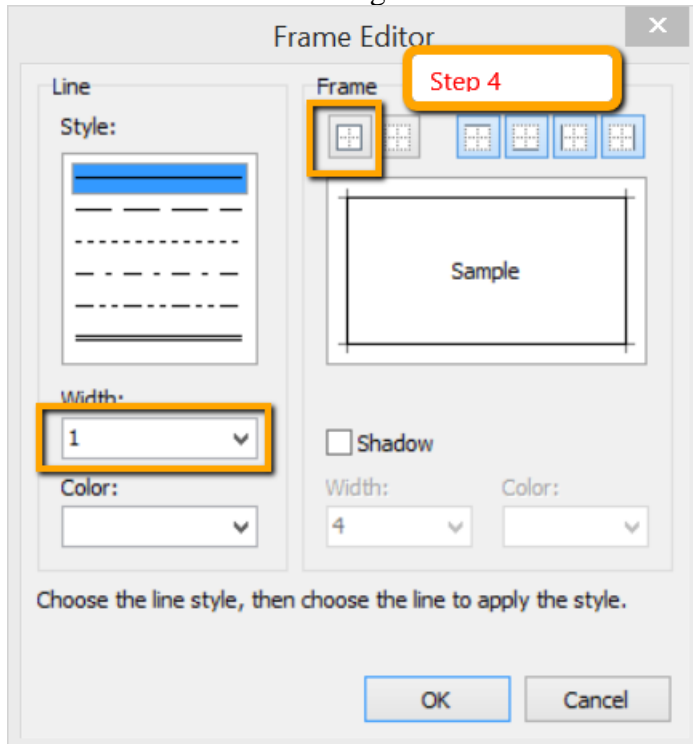 Frame Editor
Line
Frame
Step 4
Style:
Sample
Width:
1
Shadow
Color:
Width:
Color:
4
Choose the line style, then choose the line to apply the style.
OK
Cancel